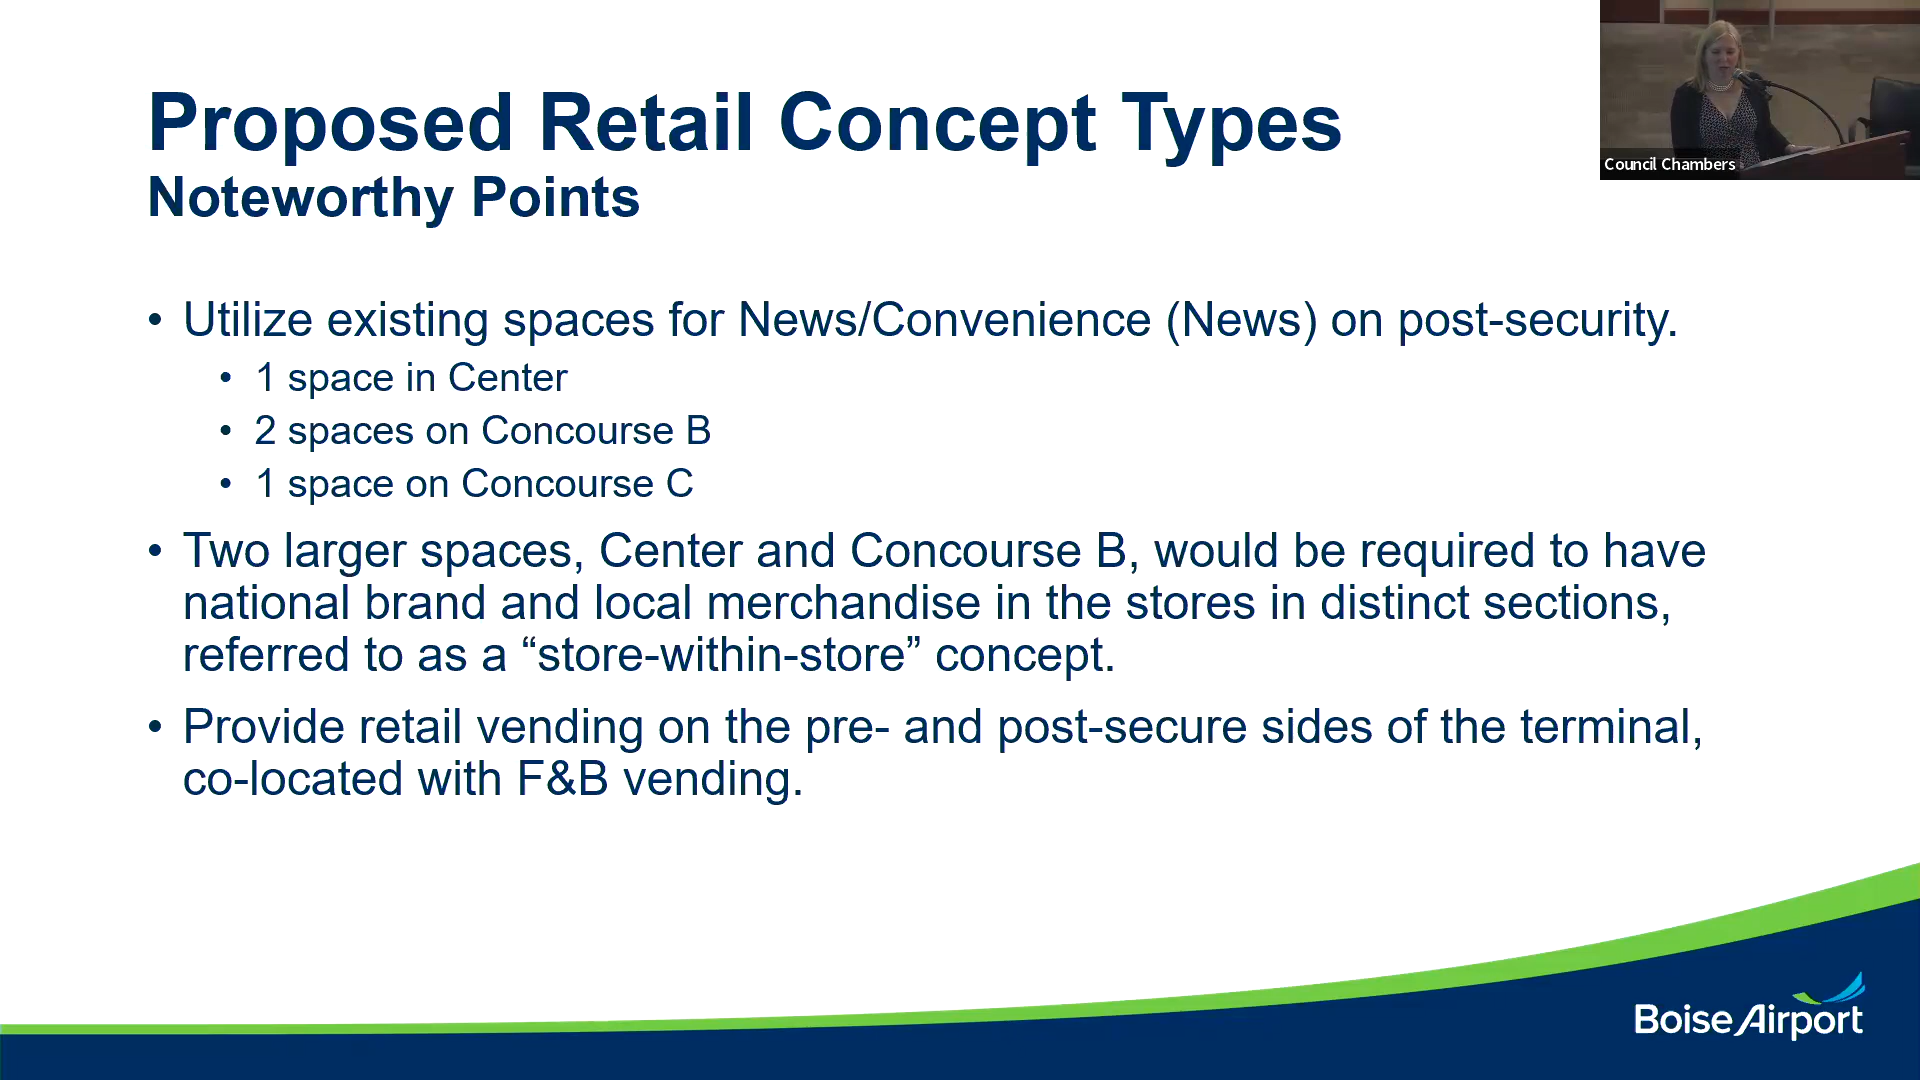 Proposed Retail Concept Types
Noteworthy Points
• Utilize existing spaces for News/Convenience (News) on post-security.
• 1 space in Center
• 2 spaces on Concourse B
• 1 space on Concourse C
• Two larger spaces, Center and Concourse B, would be required to have
national brand and local merchandise in the stores in distinct sections,
referred to as a “store-within-store” concept.
• Provide retail vending on the pre- and post-secure sides of the terminal,
co-located with F&B vending.
Council Chambers
Boise Airport